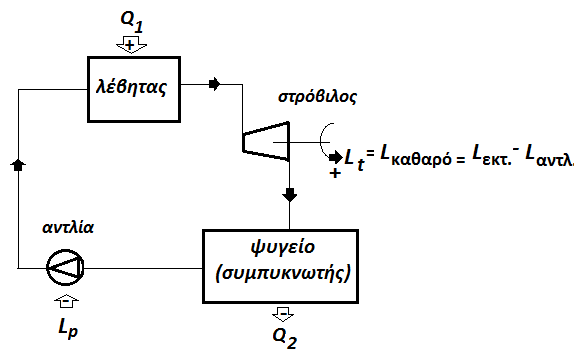 Q1
+
λέβητας
στρόβιλος
Lt = Lκαθαρό = Lεκτ.- Lαντλ.
+
αντλία
ψυγείο
(συμπυκνωτής)
-
-
Lp
Q2